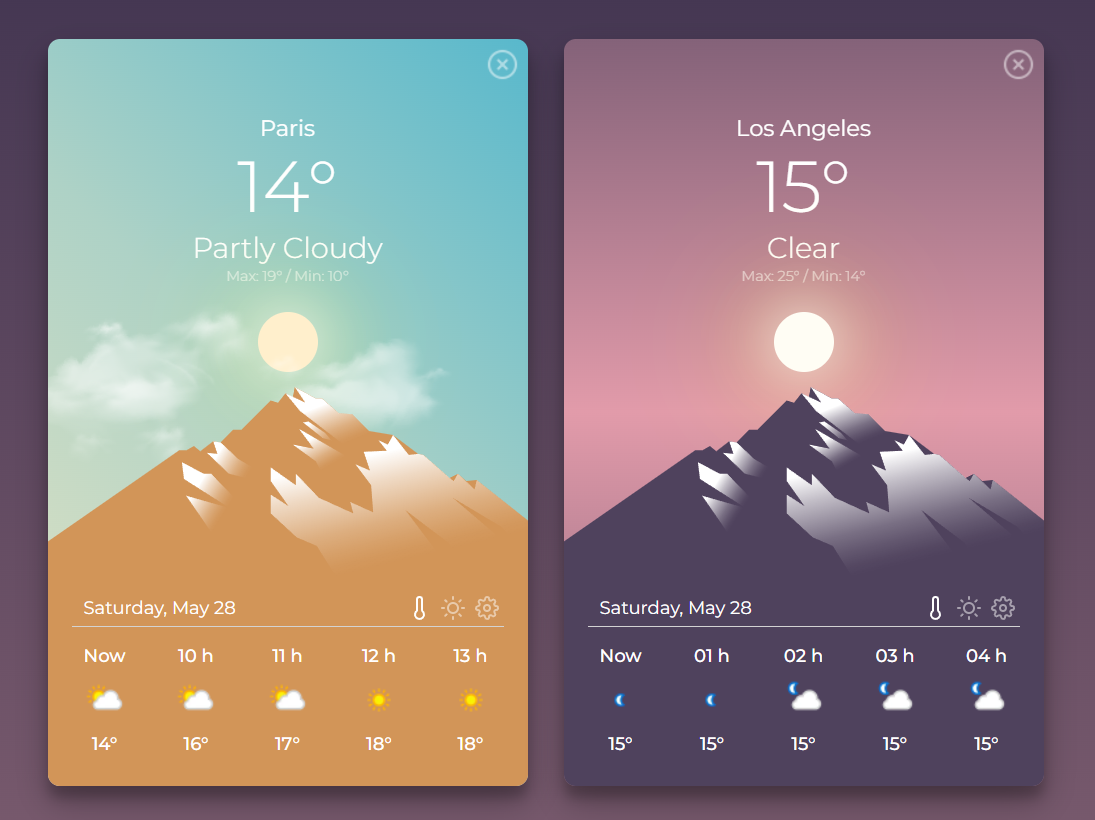 Paris
14°
Partly Cloudy
Max: 19° / Min: 10°
Saturday, May 28
Now 10 h 11 h 12 h 13 h
14° 16° 17° 18° 18°
Los Angeles
15°
Clear
Max: 25° / Min: 14°
Saturday, May 28
Now 01 h 02 h 03 h 04 h
15° 15° 15° 15° 15°